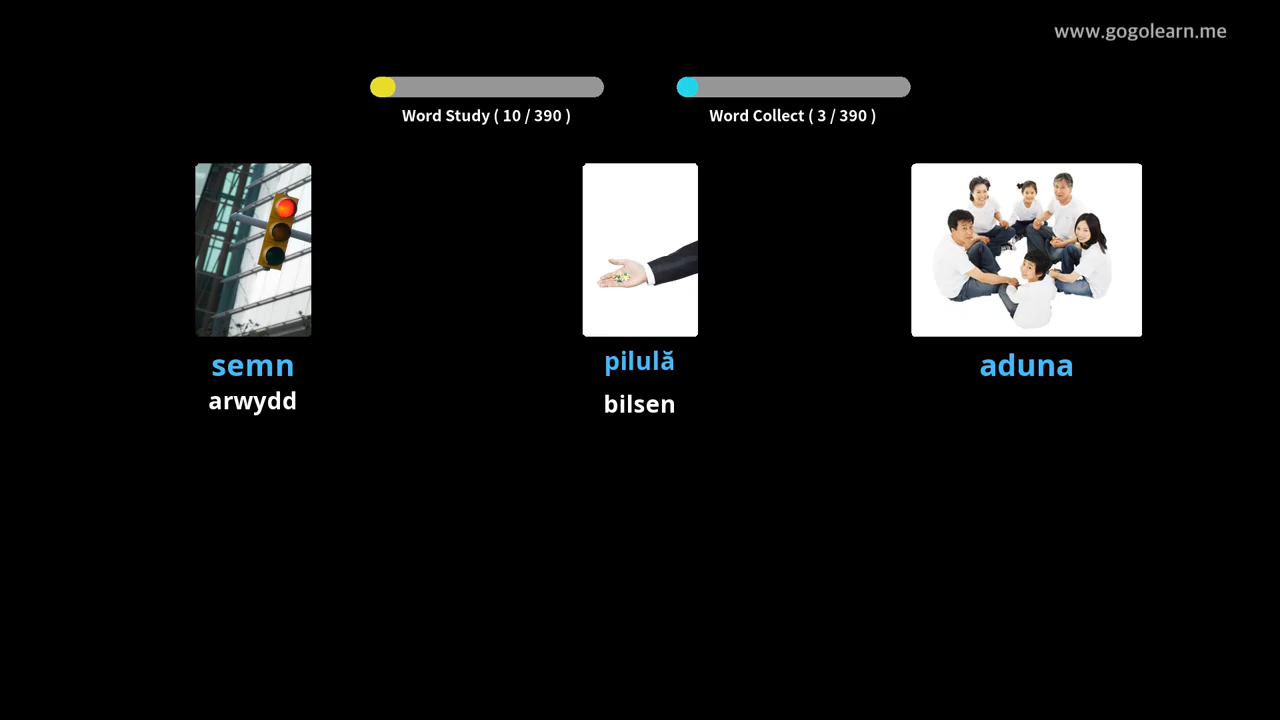 www.gogolearn.me
Word Study ( 10 / 390 )
Word Collect ( 3 / 390 )
semn
arwydd
pilulă
bilsen
aduna